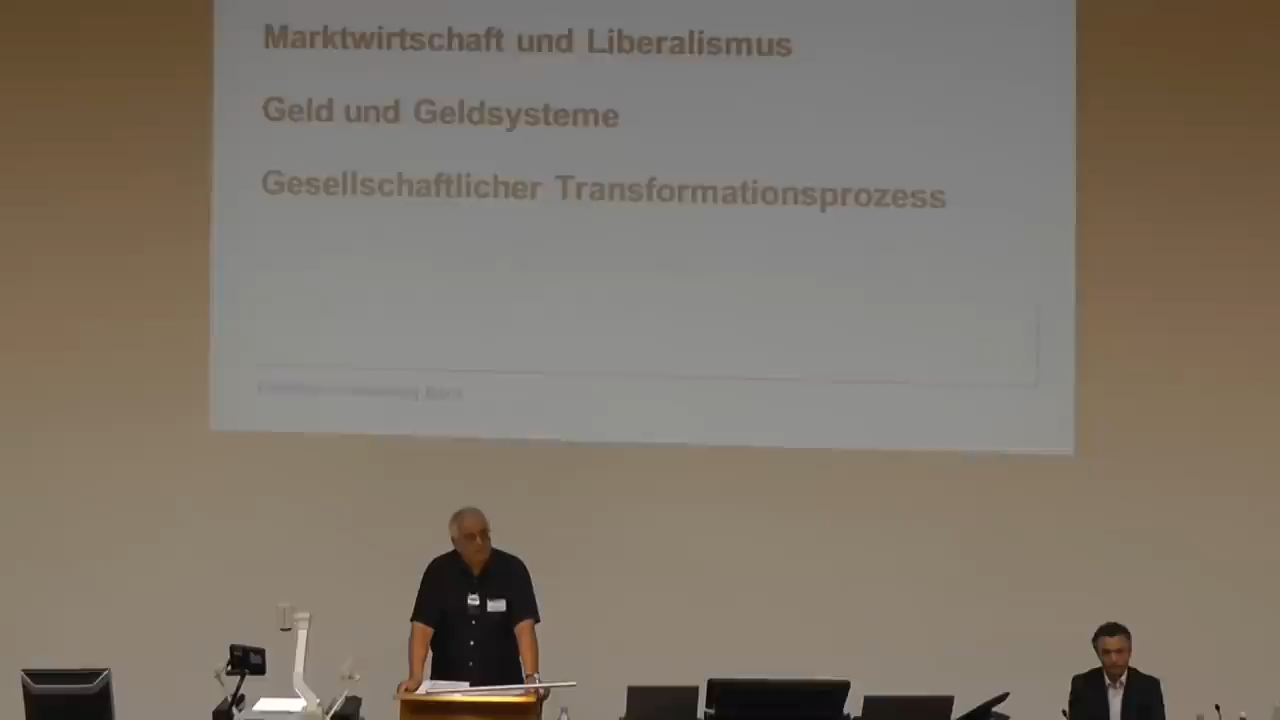 Marktwirtschaft und Liberalismus
Geld und Geldsysteme
Gesellschaftlicher Transformationsprozess